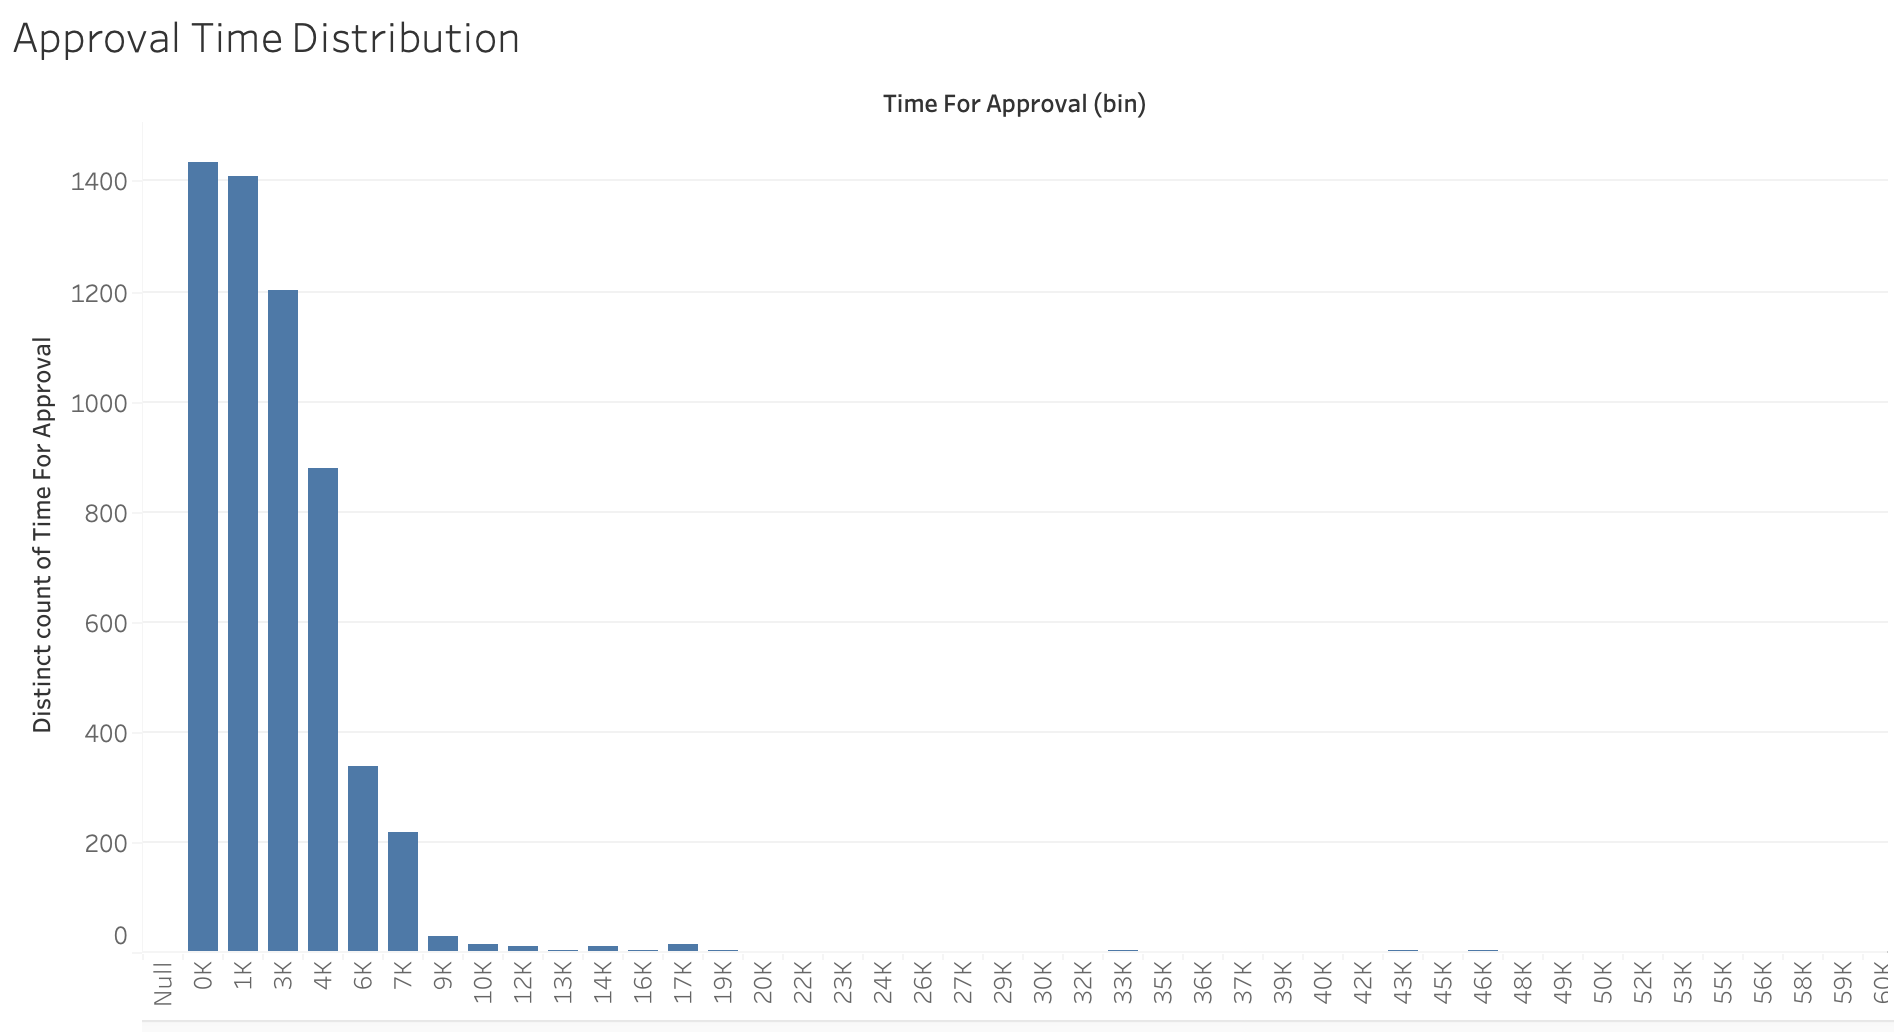 Approval Time Distribution
Time For Approval (bin)
Distinct count of Time For Approval
1400
1200
1000
800
600
400
200
0
Null 0K 1K 3K 4K 6K 7K 9K 10K 12K 13K 14K 16K 17K 19K 20K 22K 23K 24K 26K 27K 29K 30K 32K 33K 35K 36K 37K 39K 40K 42K 43K 45K 46K 48K 49K 50K 52K 53K 55K 56K 58K 59K 60K